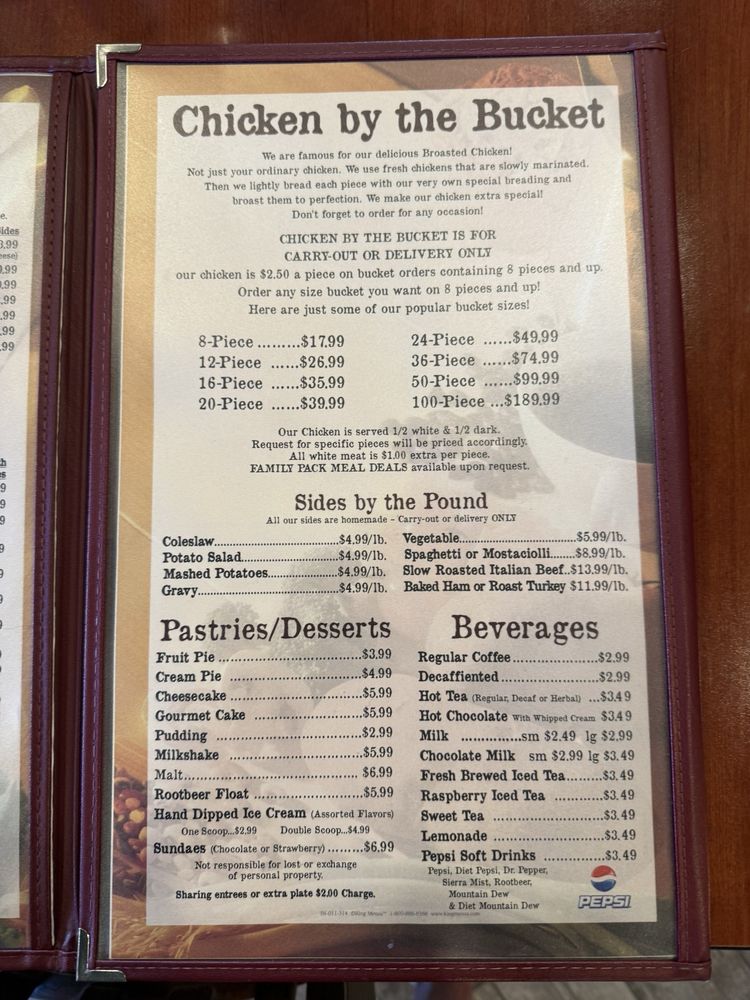 e.
ides
3.99
eese)
9.99
9.99
.99
.99
.99
.99
h
es
9
9
9
9
9
9
Chicken by the Bucket
We are famous for our delicious Broasted Chicken!
Not just your ordinary chicken. We use fresh chickens that are slowly marinated.
Then we lightly bread each piece with our very own special breading and
broast them to perfection. We make our chicken extra special!
Don't forget to order for any occasion!
CHICKEN BY THE BUCKET IS FOR
CARRY-OUT OR DELIVERY ONLY
our chicken is $2.50 a piece on bucket orders containing 8 pieces and up.
Order any size bucket you want on 8 pieces and up!
Here are just some of our popular bucket sizes!
8-Piece .........$17.99
12-Piece ......$26.99
16-Piece ......$35.99
20-Piece ......$39.99
24-Piece ......$49.99
36-Piece ......$74.99
50-Piece ......$99.99
100-Piece ...$189.99
Our Chicken is served 1/2 white & 1/2 dark.
Request for specific pieces will be priced accordingly.
All white meat is $1.00 extra per piece.
FAMILY PACK MEAL DEALS available upon request.
Sides by the Pound
All our sides are homemade - Carry-out or delivery ONLY
Coleslaw..............................$4.99/lb.
Potato Salad........................$4.99/lb.
Mashed Potatoes.......................$4.99/lb.
Gravy.................................$4.99/lb.
Vegetable............................$5.99/lb.
Spaghetti or Mostaciolli.......$8.99/lb.
Slow Roasted Italian Beef..$13.99/lb.
Baked Ham or Roast Turkey $11.99/lb.
Pastries/Desserts
Fruit Pie ..............................$3.99
Cream Pie ............................$4.99
Cheesecake ............................$5.99
Gourmet Cake ......................$5.99
Pudding ..............................$2.99
Milkshake ............................$5.99
Malt.................................... $6.99
Rootbeer Float .......................$5.99
Hand Dipped Ice Cream (Assorted Flavors)
One Scoop...$2.99 Double Scoop...$4.99
Sundaes (Chocolate or Strawberry) .........$6.99
Not responsible for lost or exchange
of personal property.
Sharing entrees or extra plate $2.00 Charge.
Beverages
Regular Coffee..................$2.99
Decaffiented.....................$2.99
Hot Tea (Regular, Decaf or Herbal) ...$3.49
Hot Chocolate With Whipped Cream $3.49
Milk ..............sm $2.49 lg $2.99
Chocolate Milk sm $2.99 lg $3.49
Fresh Brewed Iced Tea.........$3.49
Raspberry Iced Tea ............$3.49
Sweet Tea ...........................$3.49
Lemonade ..........................$3.49
Pepsi Soft Drinks ...............$3.49
Pepsi, Diet Pepsi, Dr. Pepper,
Sierra Mist, Rootbeer,
Mountain Dew
& Diet Mountain Dew
PEPSI